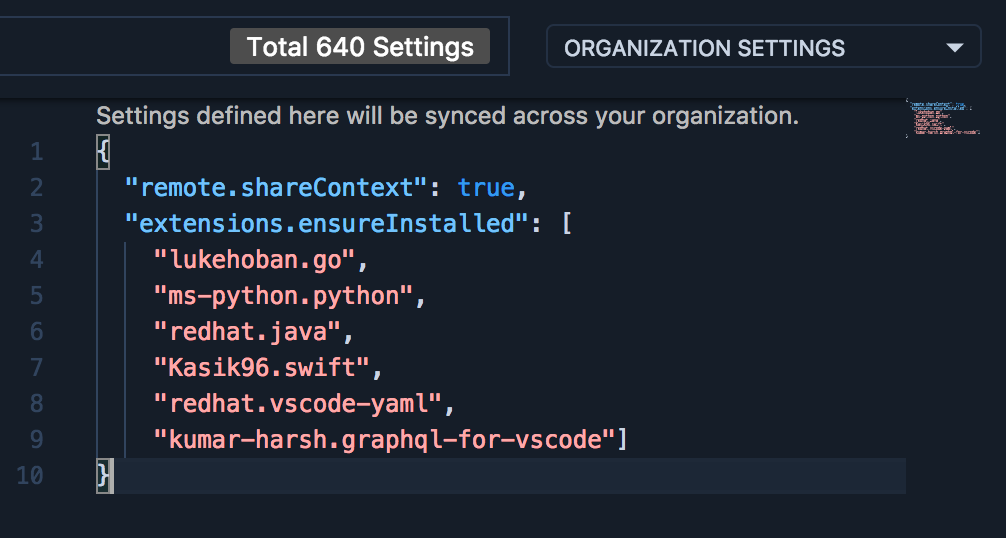 Total 640 Settings
ORGANIZATION SETTINGS
Settings defined here will be synced across your organization.
1 {
2 "remote.shareContext": true,
3 "extensions.ensureInstalled": [
4 "lukehoban.go",
5 "ms-python.python",
6 "redhat.java",
7 "Kasik96.swift",
8 "redhat.vscode-yaml",
9 "kumar-harsh.graphql-for-vscode"]
10 }